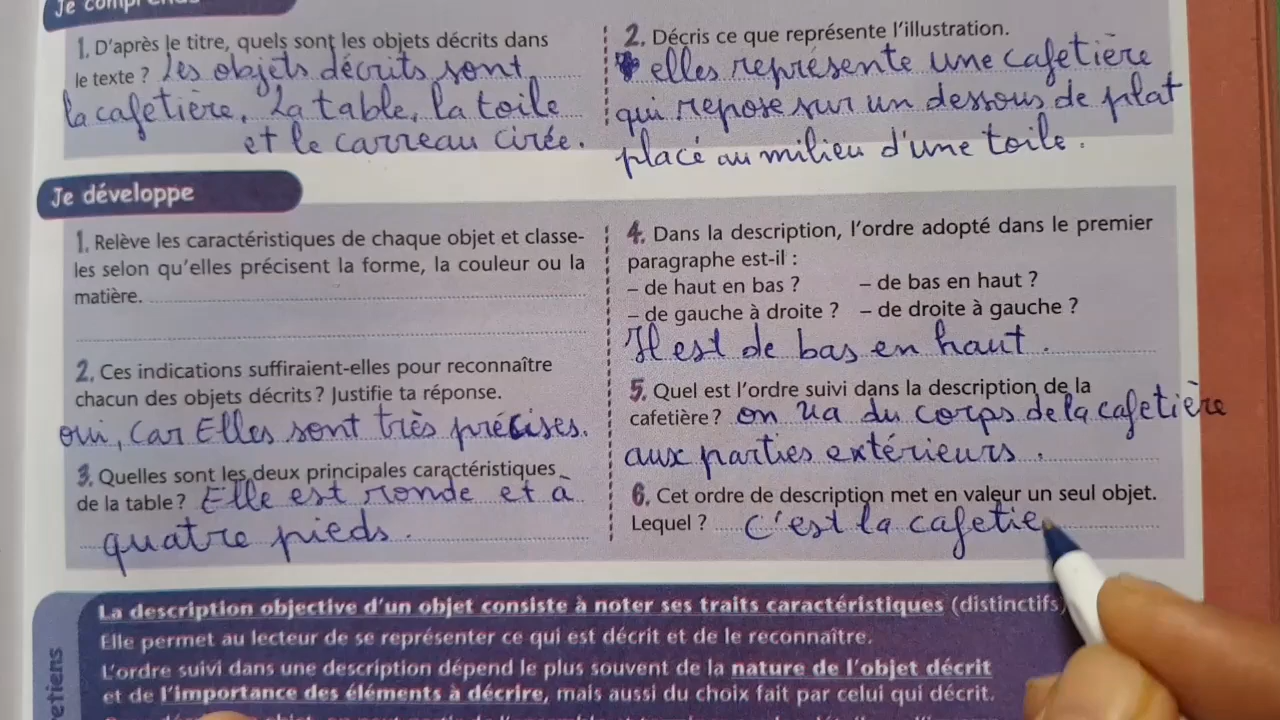 Je comprends
1. D'après le titre, quels sont les objets décrits dans
le texte ? Les objets décrits sont
la cafetière, La table, la toile
et le carreau cirée.
2. Décris ce que représente l'illustration.
elles représente une cafetière
qui repose sur un dessous de plat
placé au milieu d'une toile.
Je développe
1. Relève les caractéristiques de chaque objet et classe-
les selon qu'elles précisent la forme, la couleur ou la
matière.
2. Ces indications suffiraient-elles pour reconnaître
chacun des objets décrits ? Justifie ta réponse.
oui, car Elles sont très précises.
3. Quelles sont les deux principales caractéristiques
de la table ? Elle est ronde et à
quatre pieds.
4. Dans la description, l'ordre adopté dans le premier
paragraphe est-il :
– de haut en bas ? – de bas en haut ?
– de gauche à droite ? – de droite à gauche ?
Il est de bas en haut.
5. Quel est l'ordre suivi dans la description de la
cafetière ? on va du corps de la cafetière
aux parties extérieurs.
6. Cet ordre de description met en valeur un seul objet.
Lequel ? C'est la cafetie
La description objective d'un objet consiste à noter ses traits caractéristiques (distinctifs)
Elle permet au lecteur de se représenter ce qui est décrit et de le reconnaître.
L'ordre suivi dans une description dépend le plus souvent de la nature de l'objet décrit
et de l'importance des éléments à décrire, mais aussi du choix fait par celui qui décrit.
etiens